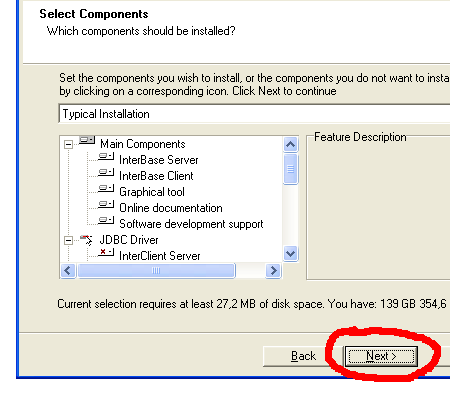 Select Components
Which components should be installed?
Set the components you wish to install, or the components you do not want to insta
by clicking on a corresponding icon. Click Next to continue
Typical Installation
Main Components
InterBase Server
InterBase Client
Graphical tool
Online documentation
Software development support
JDBC Driver
InterClient Server
Feature Description
Current selection requires at least 27,2 MB of disk space. You have: 139 GB 354,6
Back
Next >